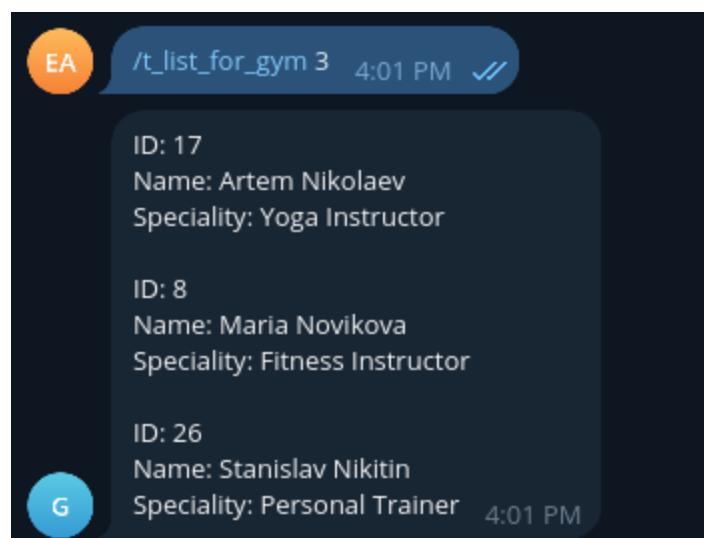 EA
/t_list_for_gym 3 4:01 PM
ID: 17
Name: Artem Nikolaev
Speciality: Yoga Instructor
ID: 8
Name: Maria Novikova
Speciality: Fitness Instructor
ID: 26
Name: Stanislav Nikitin
Speciality: Personal Trainer 4:01 PM
G